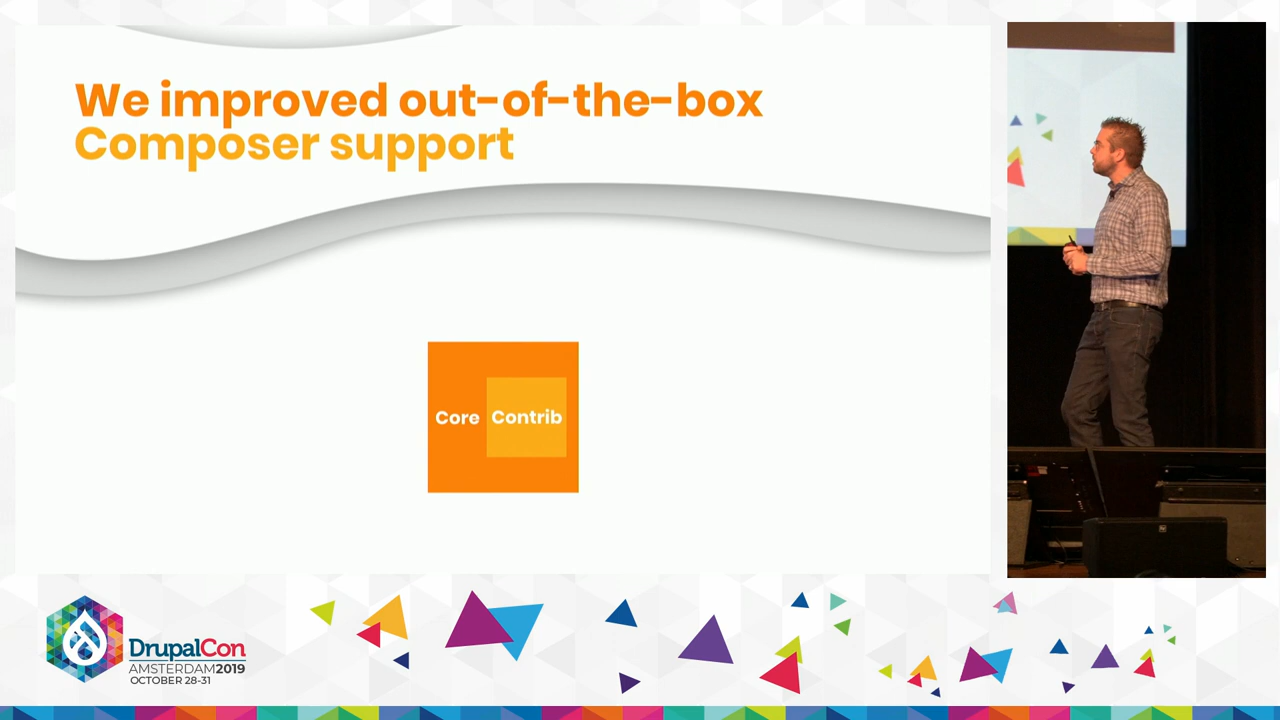 We improved out-of-the-box
Composer support
Core
Contrib
DrupalCon
AMSTERDAM2019
OCTOBER 28-31